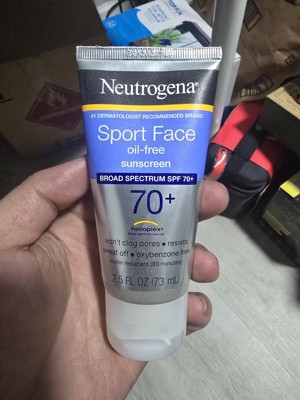 Neutrogena®
#1 DERMATOLOGIST RECOMMENDED BRAND
Sport Face
oil-free
sunscreen
BROAD SPECTRUM SPF 70+
70+
helioplex®
won't clog pores ■ resists
sweat off ■ oxybenzone free
water resistant (80 minutes)
2.5 FL OZ (73 mL)